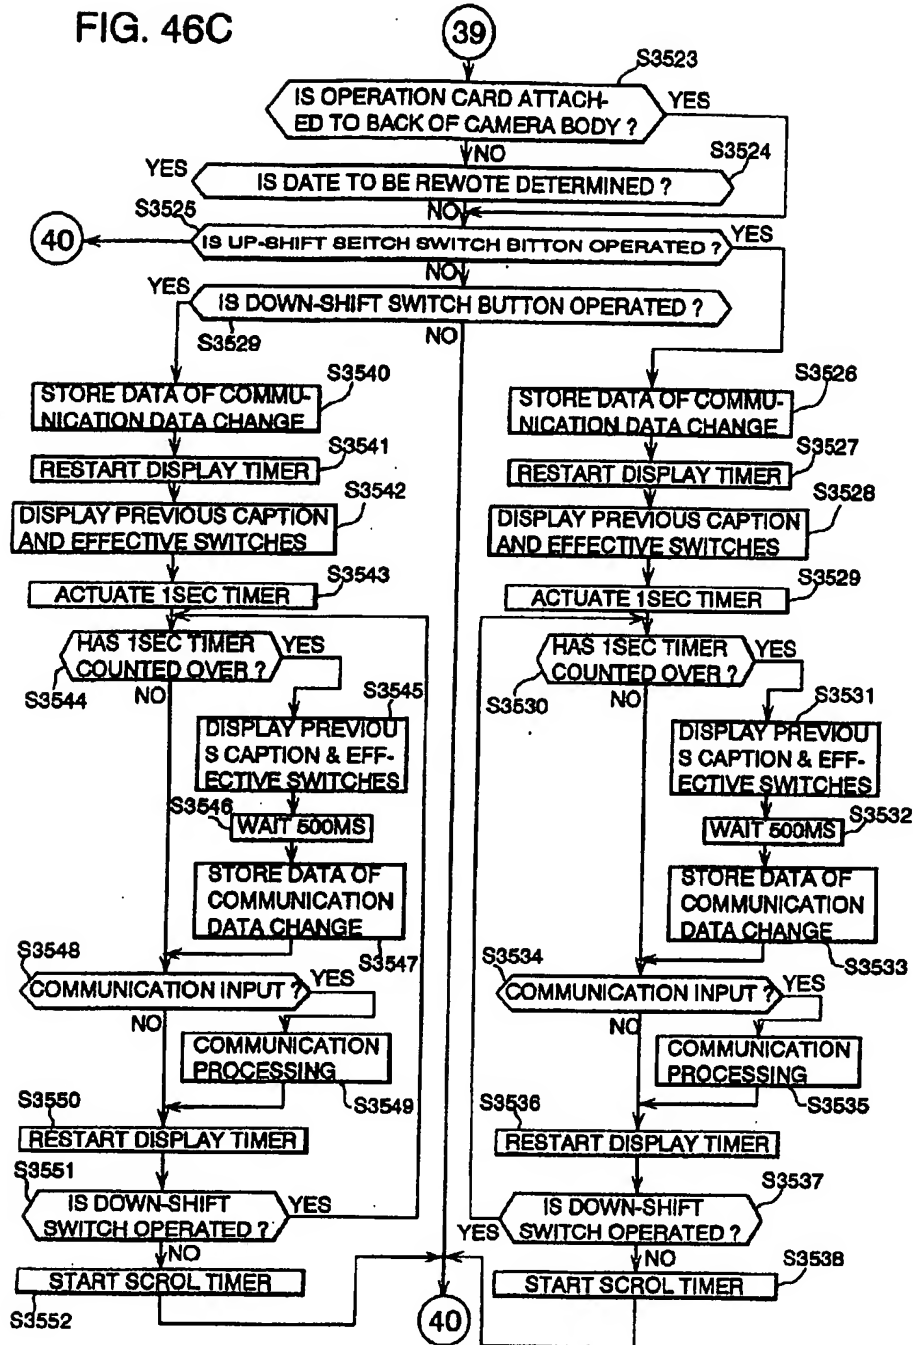 FIG. 46C
39
S3523
IS OPERATION CARD ATTACH-
ED TO BACK OF CAMERA BODY ?
YES
NO
S3524
YES
IS DATE TO BE REWOTE DETERMINED ?
NO
S3525
40
IS UP-SHIFT SEITCH SWITCH BITTON OPERATED ?
YES
NO
YES
IS DOWN-SHIFT SWITCH BUTTON OPERATED ?
S3529
NO
S3540
STORE DATA OF COMMU-
NICATION DATA CHANGE
S3541
RESTART DISPLAY TIMER
S3542
DISPLAY PREVIOUS CAPTION
AND EFFECTIVE SWITCHES
S3543
ACTUATE 1SEC TIMER
HAS 1SEC TIMER
COUNTED OVER ?
YES
S3544
NO
S3545
DISPLAY PREVIOU
S CAPTION & EFF-
ECTIVE SWITCHES
S3546
WAIT 500MS
STORE DATA OF
COMMUNICATION
DATA CHANGE
S3547
S3548
COMMUNICATION INPUT ?
YES
NO
COMMUNICATION
PROCESSING
S3549
S3550
RESTART DISPLAY TIMER
S3551
IS DOWN-SHIFT
SWITCH OPERATED ?
YES
NO
START SCROL TIMER
S3552
S3526
STORE DATA OF COMMU-
NICATION DATA CHANGE
S3527
RESTART DISPLAY TIMER
S3528
DISPLAY PREVIOUS CAPTION
AND EFFECTIVE SWITCHES
S3529
ACTUATE 1SEC TIMER
HAS 1SEC TIMER
COUNTED OVER ?
YES
S3530
NO
S3531
DISPLAY PREVIOU
S CAPTION & EFF-
ECTIVE SWITCHES
S3532
WAIT 500MS
STORE DATA OF
COMMUNICATION
DATA CHANGE
S3533
S3534
COMMUNICATION INPUT ?
YES
NO
COMMUNICATION
PROCESSING
S3535
S3536
RESTART DISPLAY TIMER
S3537
IS DOWN-SHIFT
SWITCH OPERATED ?
YES
NO
S3538
START SCROL TIMER
40